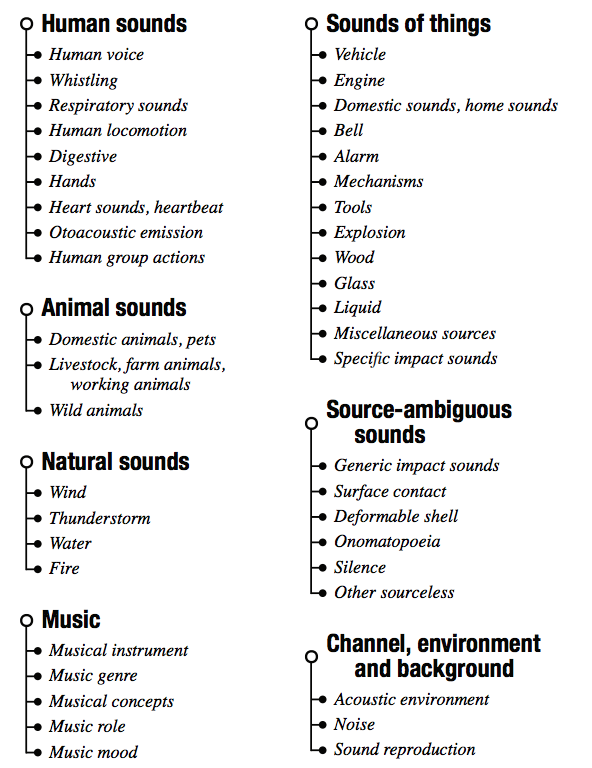 Human sounds
Human voice
Whistling
Respiratory sounds
Human locomotion
Digestive
Hands
Heart sounds, heartbeat
Otoacoustic emission
Human group actions
Animal sounds
Domestic animals, pets
Livestock, farm animals,
working animals
Wild animals
Natural sounds
Wind
Thunderstorm
Water
Fire
Music
Musical instrument
Music genre
Musical concepts
Music role
Music mood
Sounds of things
Vehicle
Engine
Domestic sounds, home sounds
Bell
Alarm
Mechanisms
Tools
Explosion
Wood
Glass
Liquid
Miscellaneous sources
Specific impact sounds
Source-ambiguous
sounds
Generic impact sounds
Surface contact
Deformable shell
Onomatopoeia
Silence
Other sourceless
Channel, environment
and background
Acoustic environment
Noise
Sound reproduction